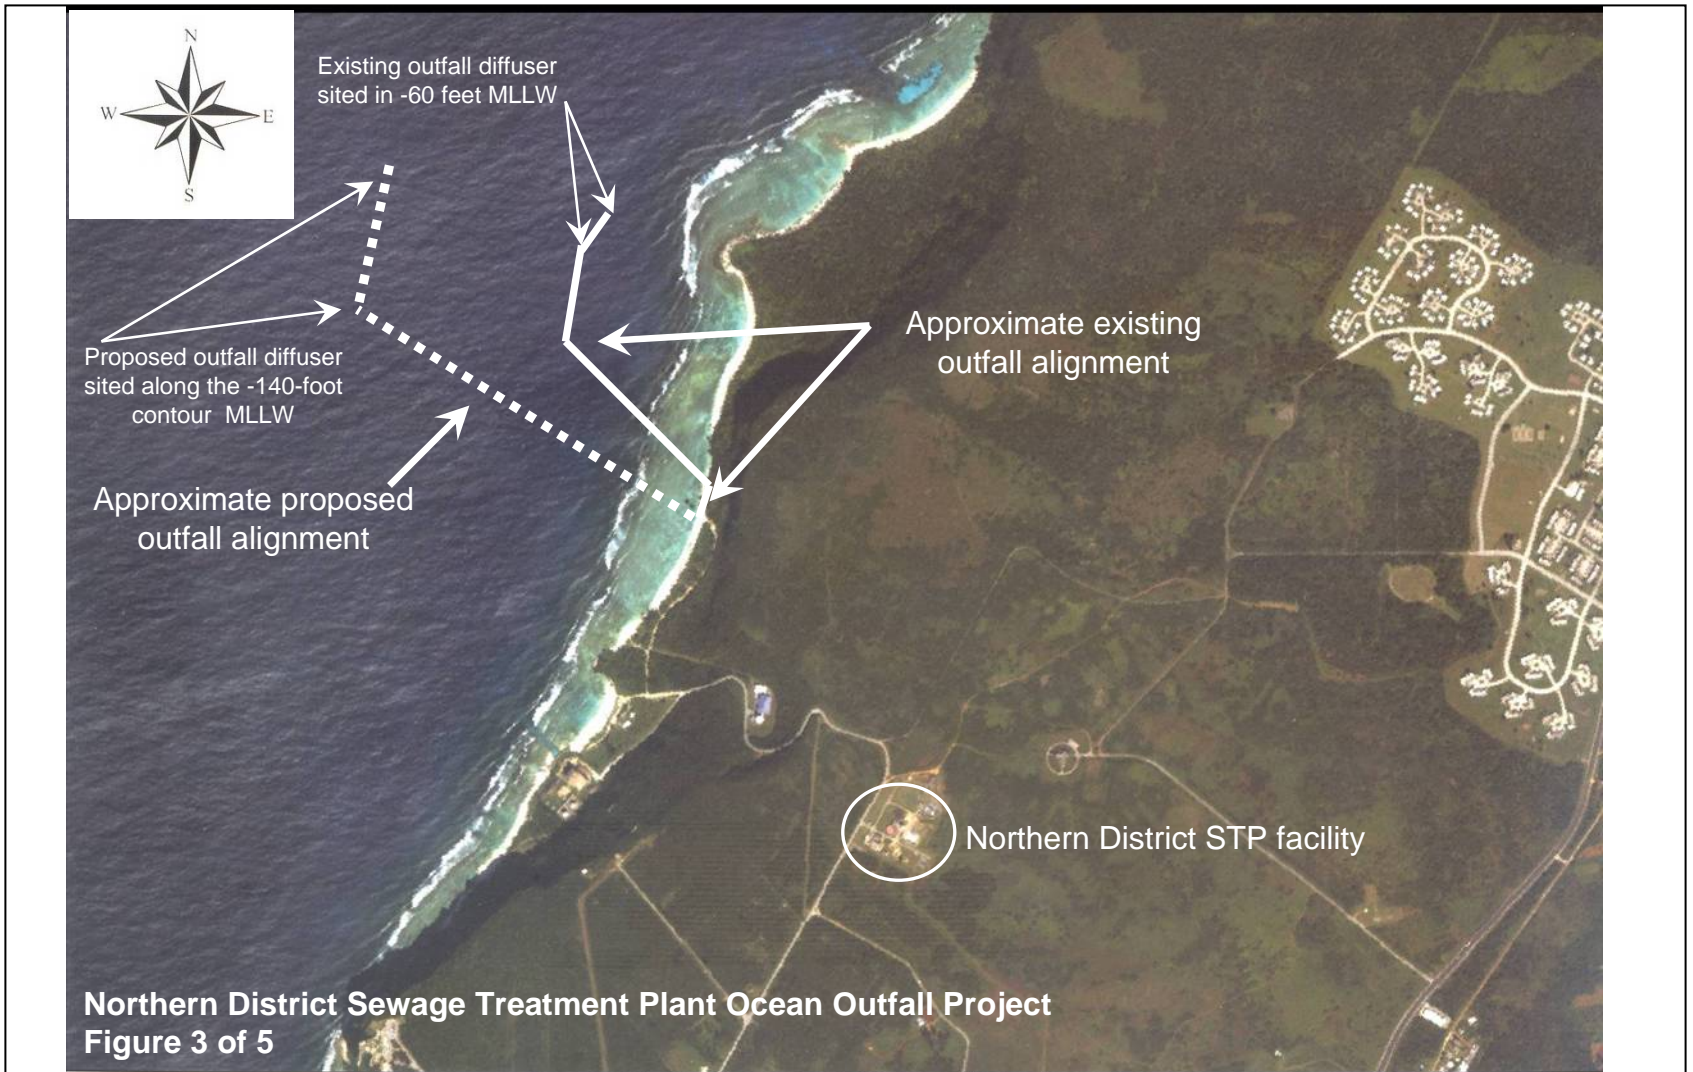 N
W
E
S
Existing outfall diffuser
sited in -60 feet MLLW
Approximate existing
outfall alignment
Proposed outfall diffuser
sited along the -140-foot
contour MLLW
Approximate proposed
outfall alignment
Northern District STP facility
Northern District Sewage Treatment Plant Ocean Outfall Project
Figure 3 of 5